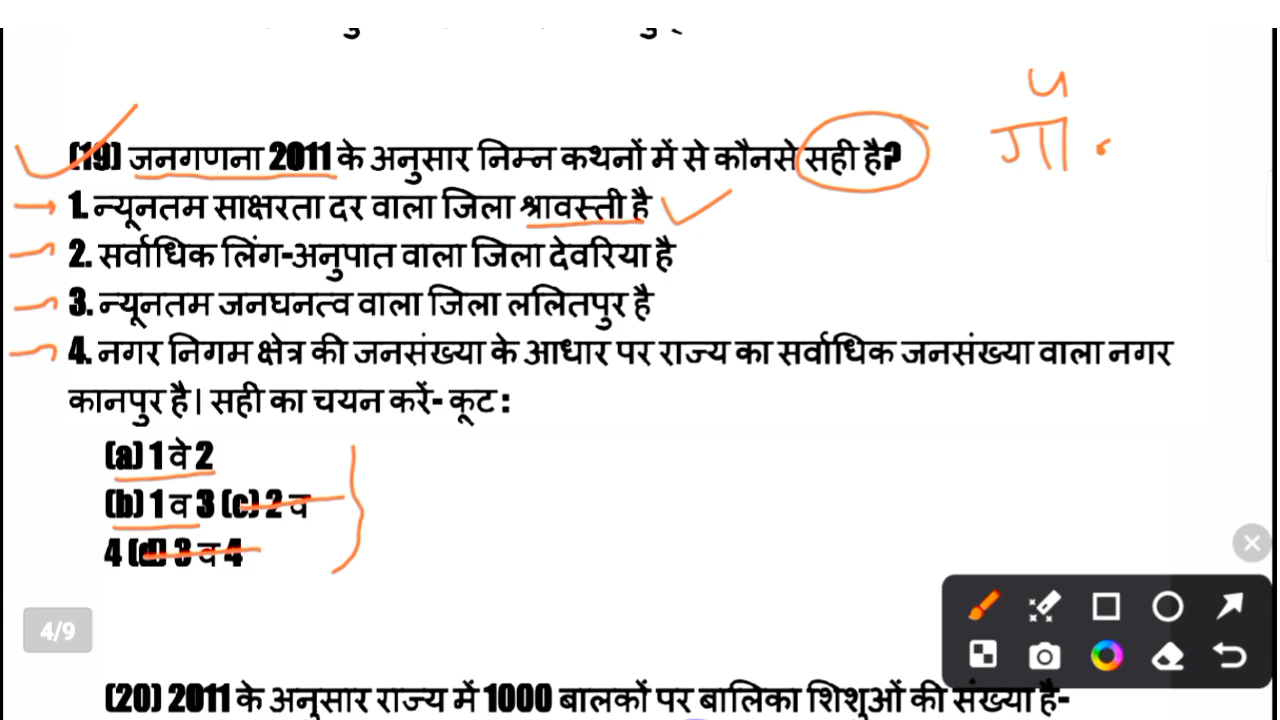 (19) जनगणना 2011 के अनुसार निम्न कथनों में से कौनसे सही है?
1. न्यूनतम साक्षरता दर वाला जिला श्रावस्ती है
2. सर्वाधिक लिंग-अनुपात वाला जिला देवरिया है
3. न्यूनतम जनघनत्व वाला जिला ललितपुर है
4. नगर निगम क्षेत्र की जनसंख्या के आधार पर राज्य का सर्वाधिक जनसंख्या वाला नगर
कानपुर है। सही का चयन करें- कूट :
(a) 1 वे 2
(b) 1 व 3 (c) 2 व
4 (d) 3 व 4
4/9
(20) 2011 के अनुसार राज्य में 1000 बालकों पर बालिका शिशुओं की संख्या है-